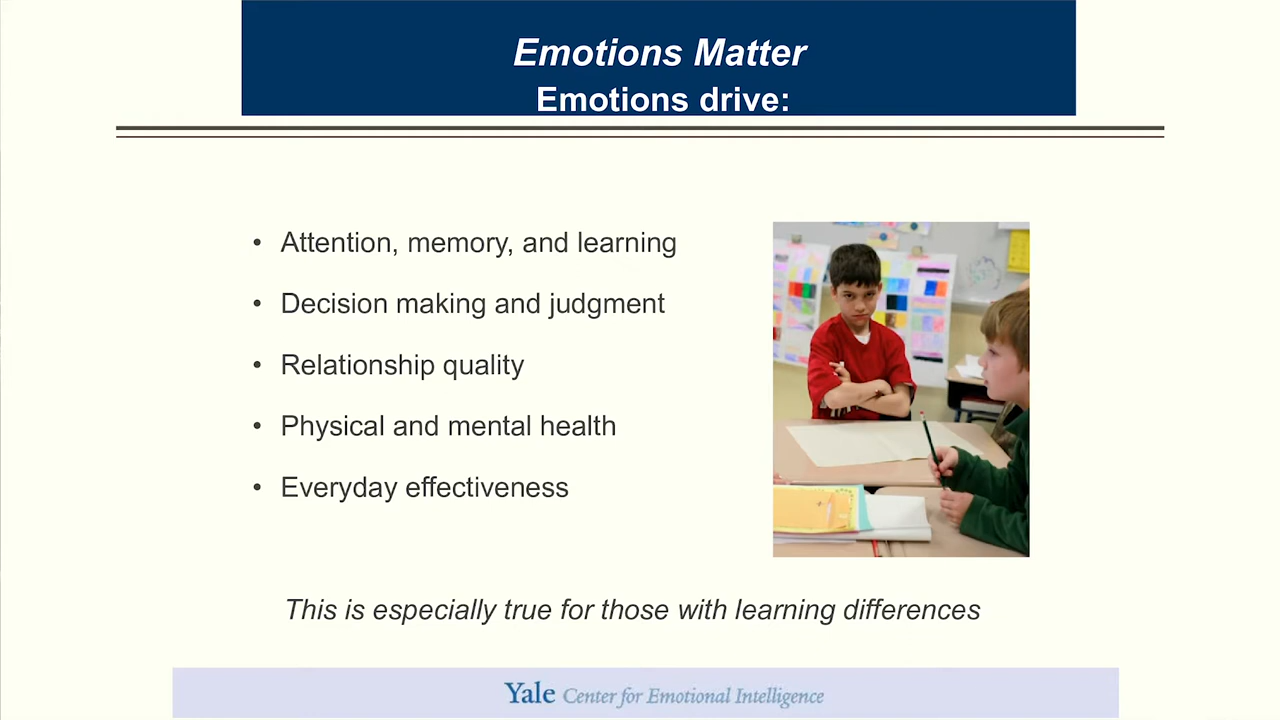 Emotions Matter
Emotions drive:
• Attention, memory, and learning
• Decision making and judgment
• Relationship quality
• Physical and mental health
• Everyday effectiveness
This is especially true for those with learning differences
Yale Center for Emotional Intelligence